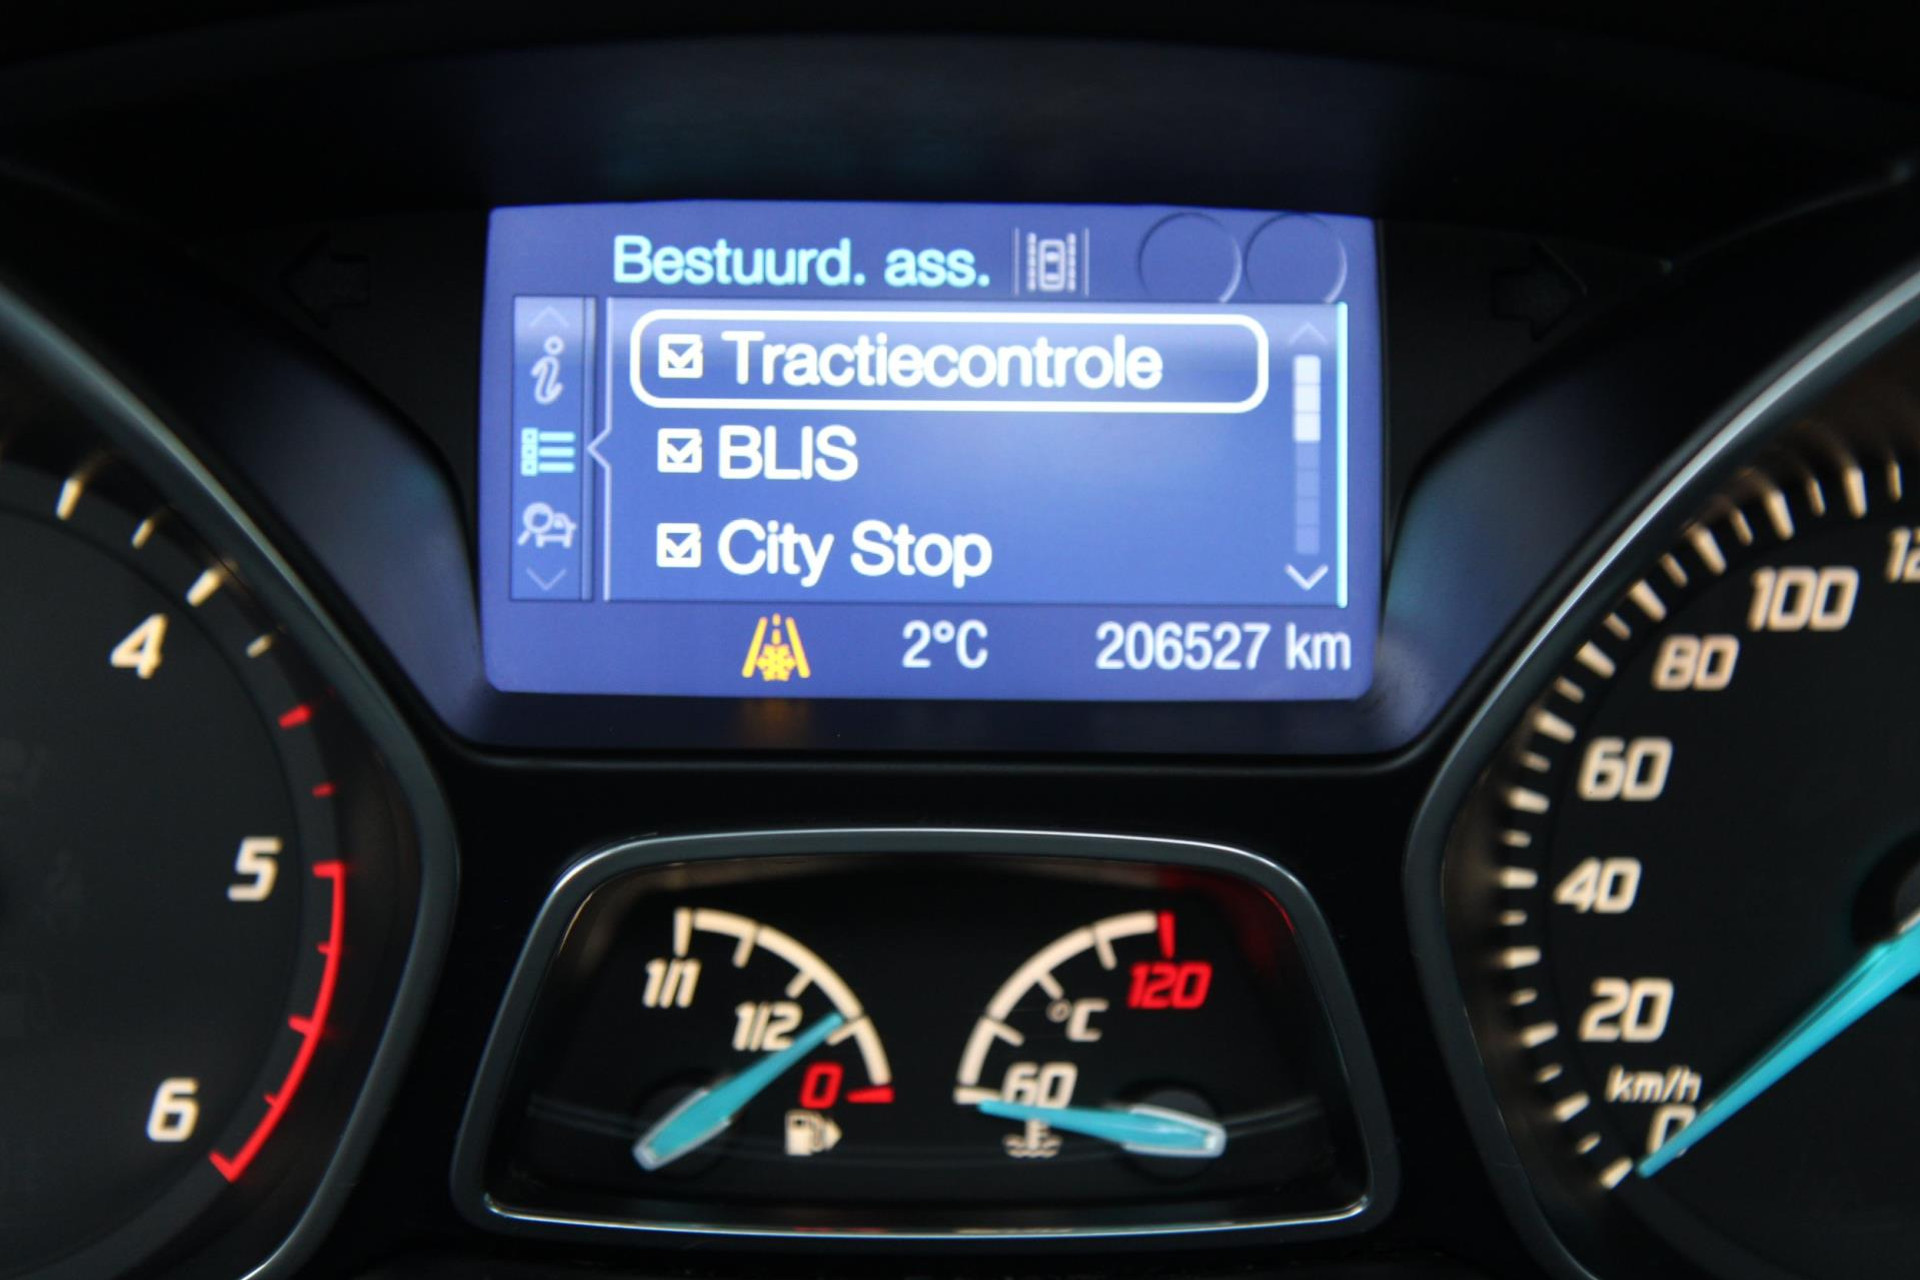 Bestuurd. ass.
Tractiecontrole
BLIS
City Stop
2°C 206527 km
4
5
6
1/1
1/2
0
°C
120
60
100
80
60
40
20
km/h
0